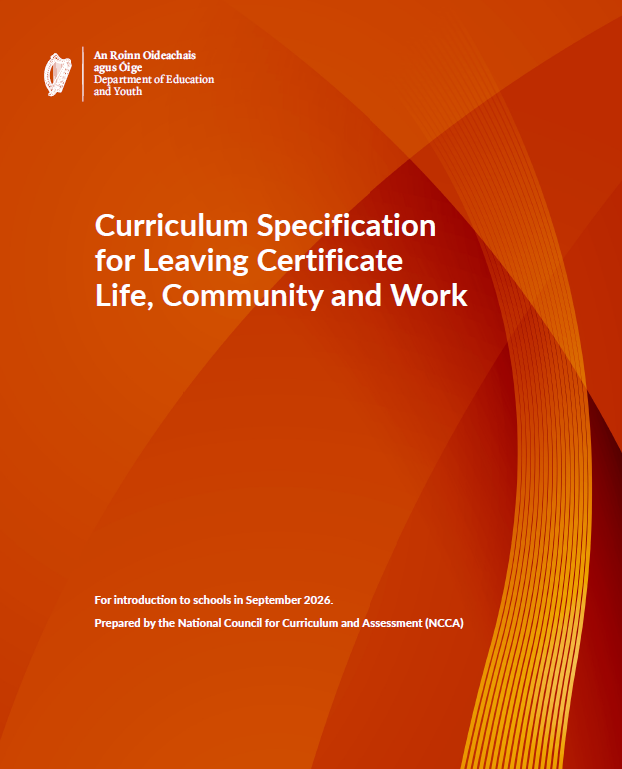 An Roinn Oideachais
agus Óige
Department of Education
and Youth
Curriculum Specification
for Leaving Certificate
Life, Community and Work
For introduction to schools in September 2026.
Prepared by the National Council for Curriculum and Assessment (NCCA)